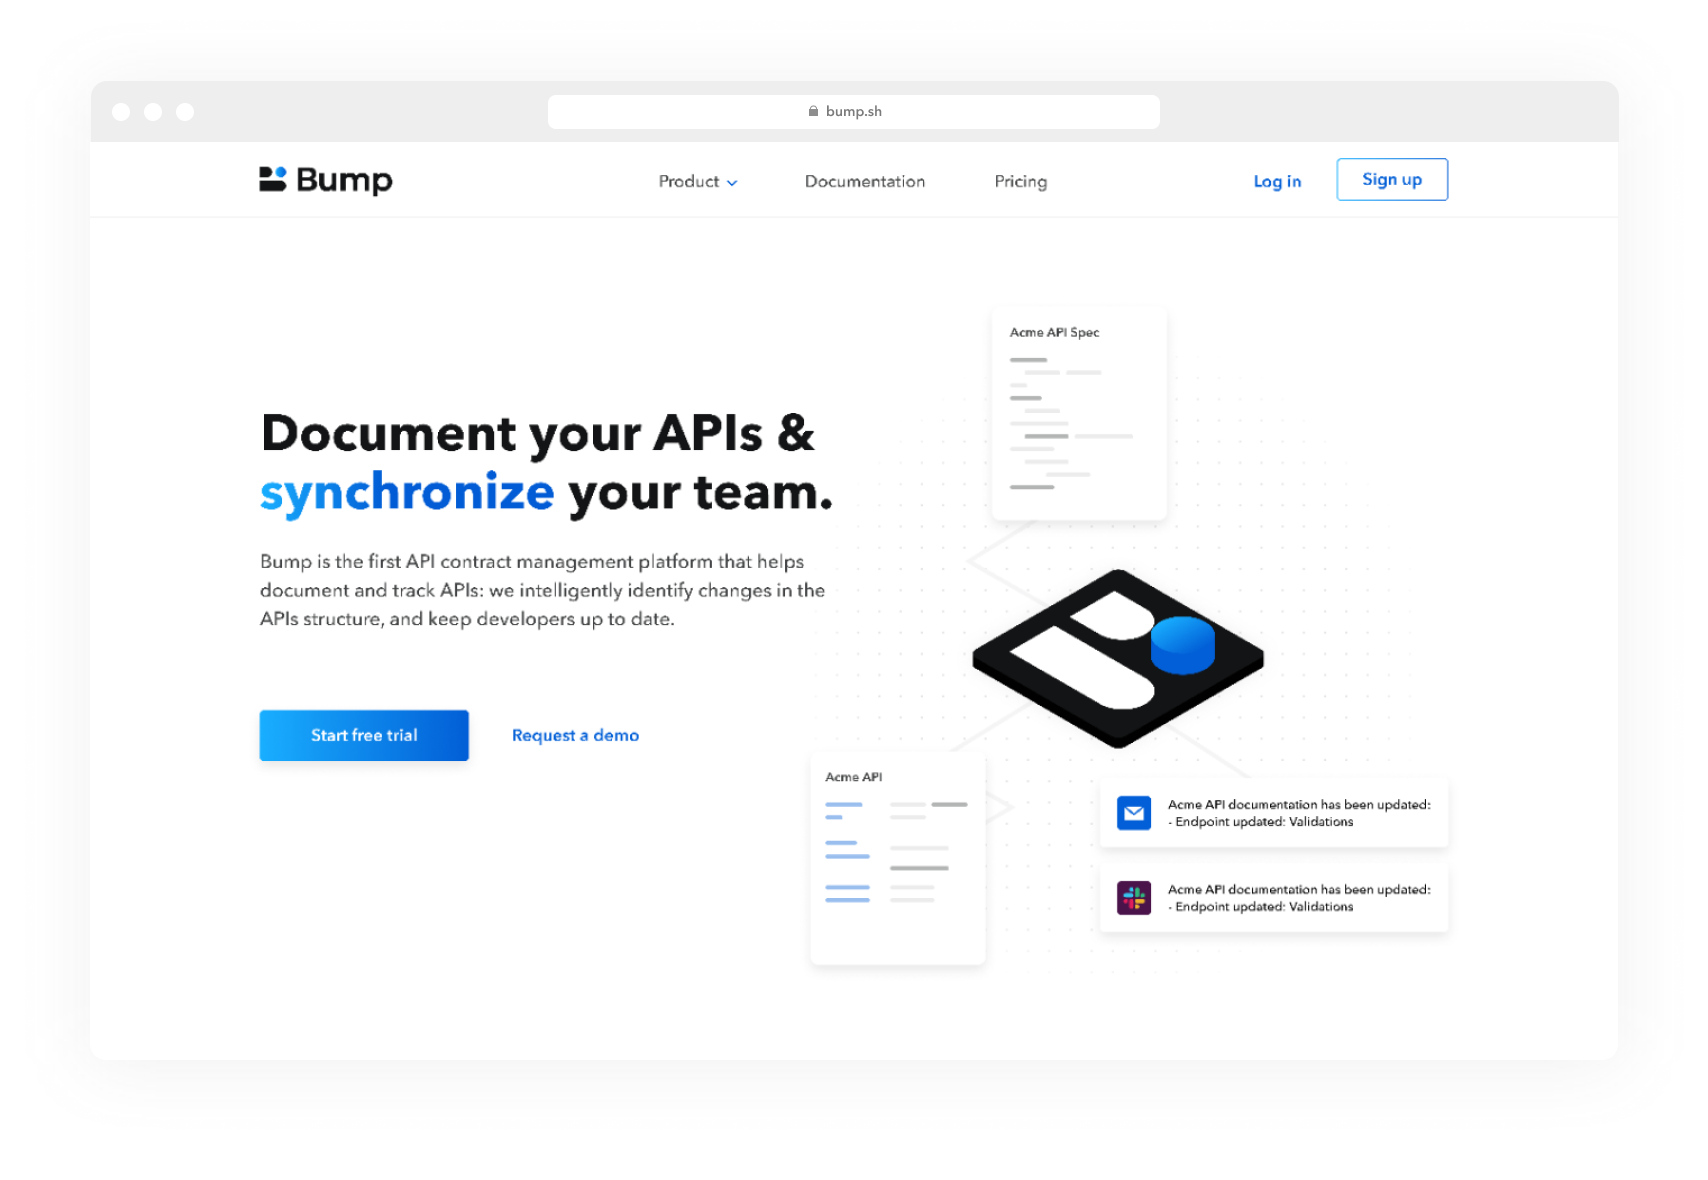 bump.sh
Bump
Product
Documentation
Pricing
Log in
Sign up
Document your APIs &
synchronize your team.
Bump is the first API contract management platform that helps
document and track APIs: we intelligently identify changes in the
APIs structure, and keep developers up to date.
Start free trial
Request a demo
Acme API Spec
Acme API
Acme API documentation has been updated:
- Endpoint updated: Validations
Acme API documentation has been updated:
- Endpoint updated: Validations